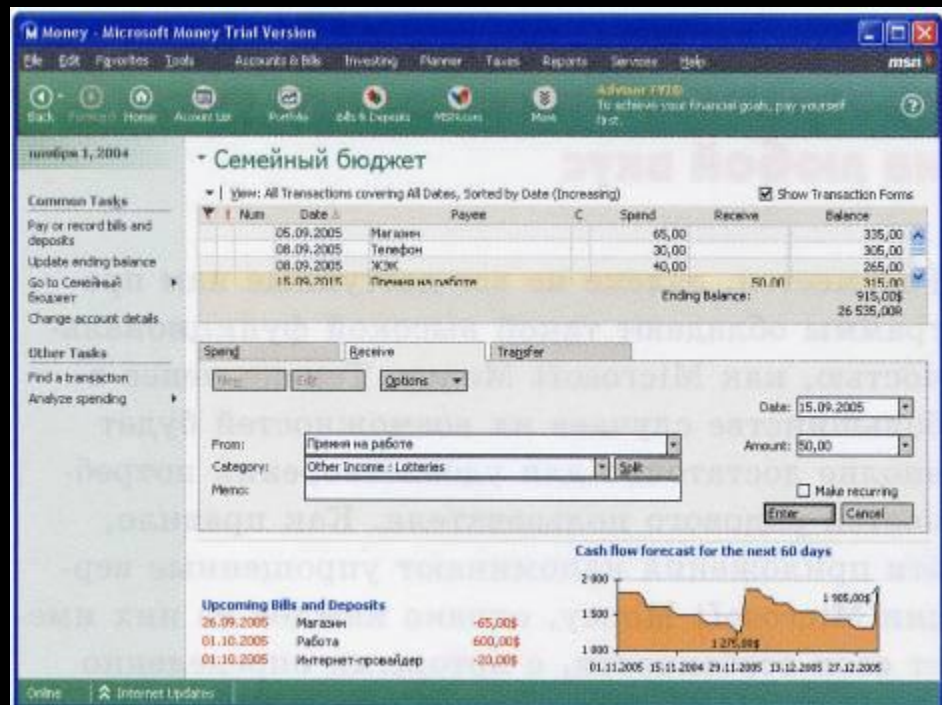 Money - Microsoft Money Trial Version
File Edit Favorites Tools Accounts & Bills Investing Planner Taxes Reports Services Help msn
Advisor FYI(2)
To achieve your financial goals, pay yourself first.
Back Forward Home Account List Portfolio Bills & Deposits MSN.com More
ноября 1, 2004
Семейный бюджет
View: All Transactions covering All Dates, Sorted by Date (Increasing) Show Transaction Forms
! Num Date Payee C Spend Receive Balance
05.09.2005 Магазин 65,00 335,00
08.09.2005 Телефон 30,00 305,00
08.09.2005 ЖЭК 40,00 265,00
15.09.2015 Премия на работе 50,00 315,00
Ending Balance: 915,00$
26 535,00R
Common Tasks
Pay or record bills and
deposits
Update ending balance
Go to Семейный
бюджет
Change account details
Other Tasks
Find a transaction
Analyze spending
Spend Receive Transfer
New Edit Options
Date: 15.09.2005
From: Премия на работе Amount: 50,00
Category: Other Income : Lotteries Split
Memo:
Make recurring
Enter Cancel
Upcoming Bills and Deposits
26.09.2005 Магазин -65,00$
01.10.2005 Работа 600,00$
01.10.2005 Интернет-провайдер -20,00$
Cash flow forecast for the next 60 days
2 000
1 500
1 000
1 905,00$
1 275,00$
01.11.2005 15.11.2004 29.11.2005 13.12.2005 27.12.2005
Online Internet Updates